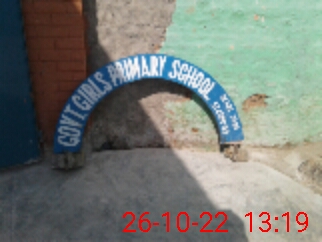 GOVT GIRLS PRIMARY SCHOOL
26-10-22 13:19